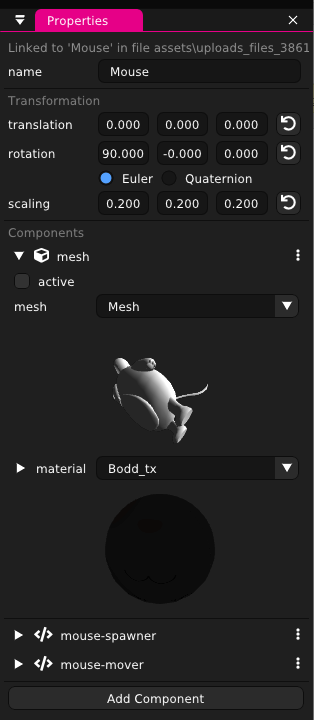 Properties
Linked to 'Mouse' in file assets\uploads_files_3861
name Mouse
Transformation
translation 0.000 0.000 0.000
rotation 90.000 -0.000 0.000
Euler Quaternion
scaling 0.200 0.200 0.200
Components
mesh
active
mesh Mesh
material Bodd_tx
mouse-spawner
mouse-mover
Add Component